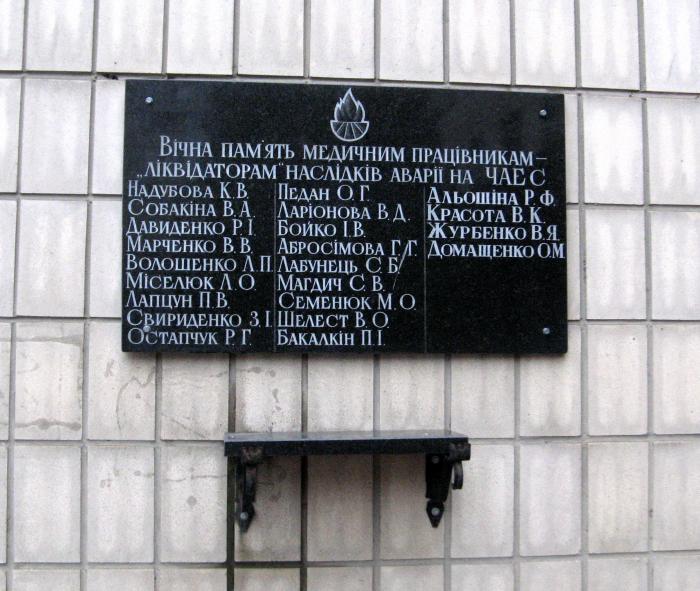 Вічна пам'ять медичним працівникам–
„ліквідаторам" наслідків аварії на ЧАЕС
Надубова К.В.
Собакіна В.А.
Давиденко Р.І.
Марченко В.В.
Волошенко Л.П.
Міселюк Л.О.
Лапцун П.В.
Свириденко З.І.
Остапчук Р.Г.
Педан О.Г.
Ларіонова В.Д.
Бойко І.В.
Абросімова Г.Г.
Лабунець С.Б.
Магдич С.В.
Семенюк М.О.
Шелест В.О.
Бакалкін П.І.
Альошіна Р.Ф.
Красота В.К.
Журбенко В.Я.
Домащенко О.М